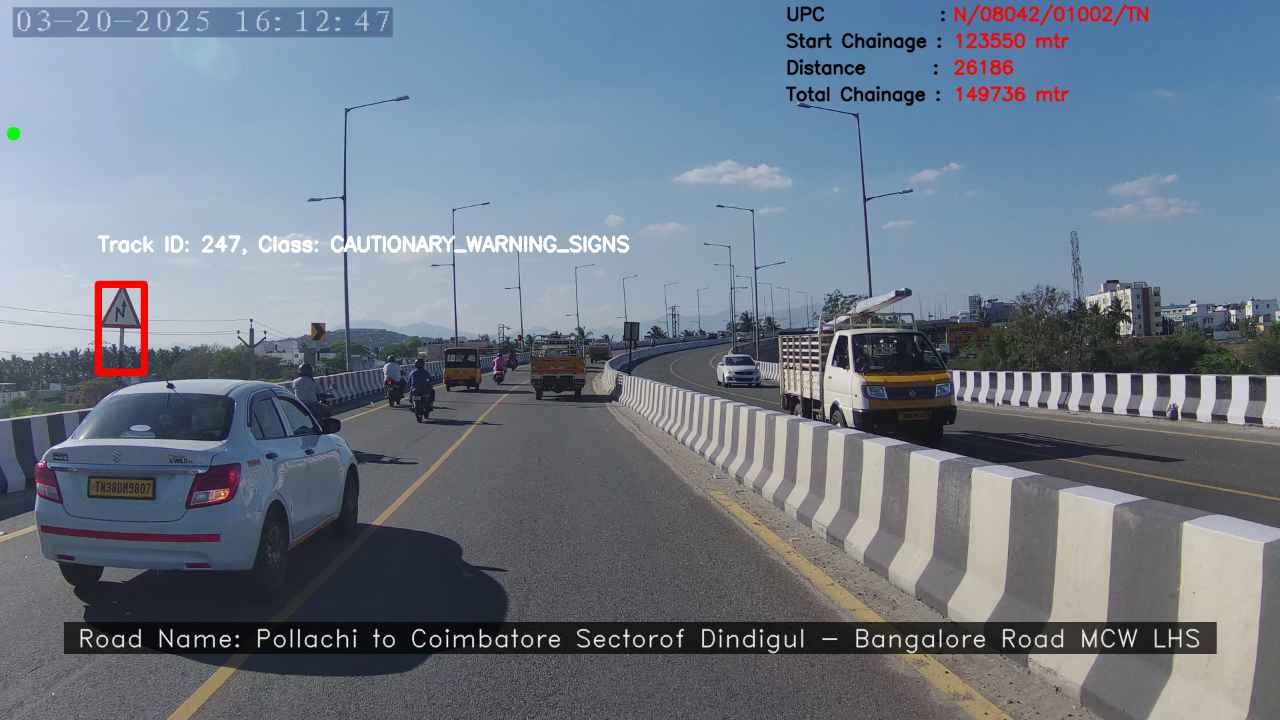 03-20-2025 16:12:47
UPC : N/08042/01002/TN
Start Chainage : 123550 mtr
Distance : 26186
Total Chainage : 149736 mtr
Track ID: 247, Class: CAUTIONARY_WARNING_SIGNS
TN38DM9807
Road Name: Pollachi to Coimbatore Sectorof Dindigul - Bangalore Road MCW LHS